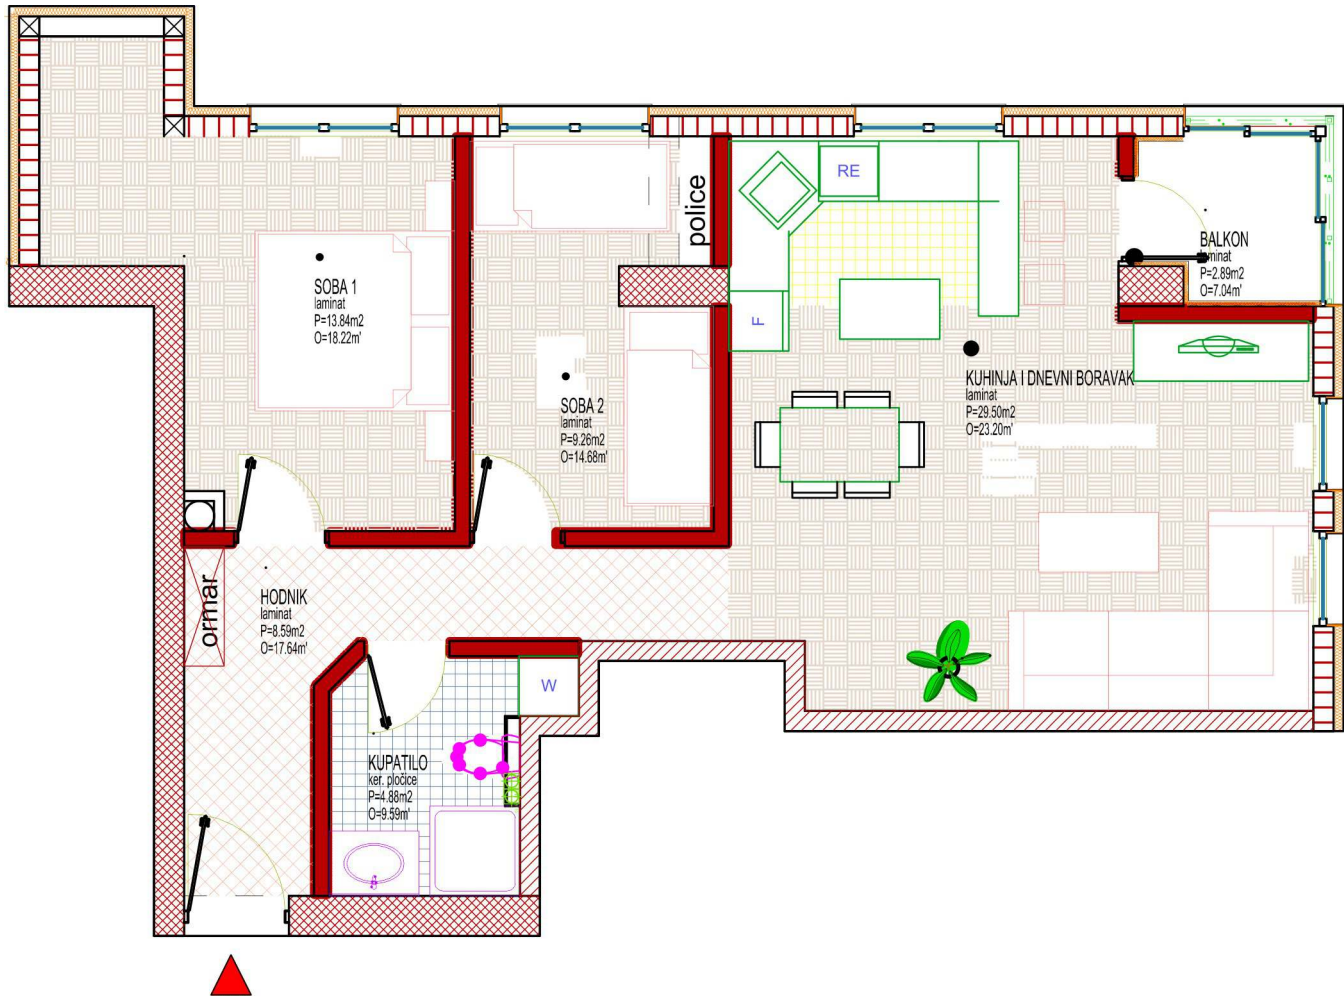 SOBA 1
laminat
P=13.84m2
O=18.22m'
police
RE
BALKON
laminat
P=2.89m2
O=7.04m'
F
SOBA 2
laminat
P=9.26m2
O=14.68m'
KUHINJA I DNEVNI BORAVAK
laminat
P=29.50m2
O=23.20m'
ormar
HODNIK
laminat
P=8.59m2
O=17.64m'
W
KUPATILO
ker. pločice
P=4.88m2
O=9.59m'